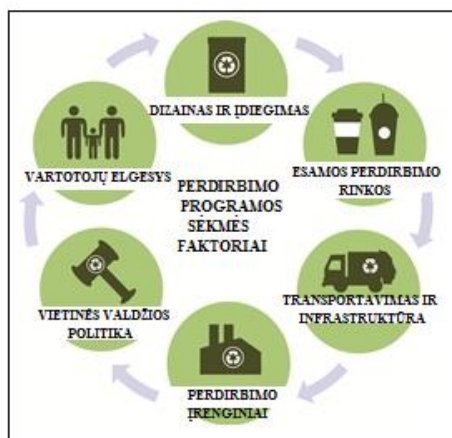 DIZAINAS IR ĮDIEGIMAS
ESAMOS PERDIRBIMO
RINKOS
TRANSPORTAVIMAS IR
INFRASTRUKTŪRA
PERDIRBIMO
ĮRENGINIAI
VIETINĖS VALDŽIOS
POLITIKA
VARTOTOJŲ ELGESYS
PERDIRBIMO
PROGRAMOS
SĖKMĖS
FAKTORIAI